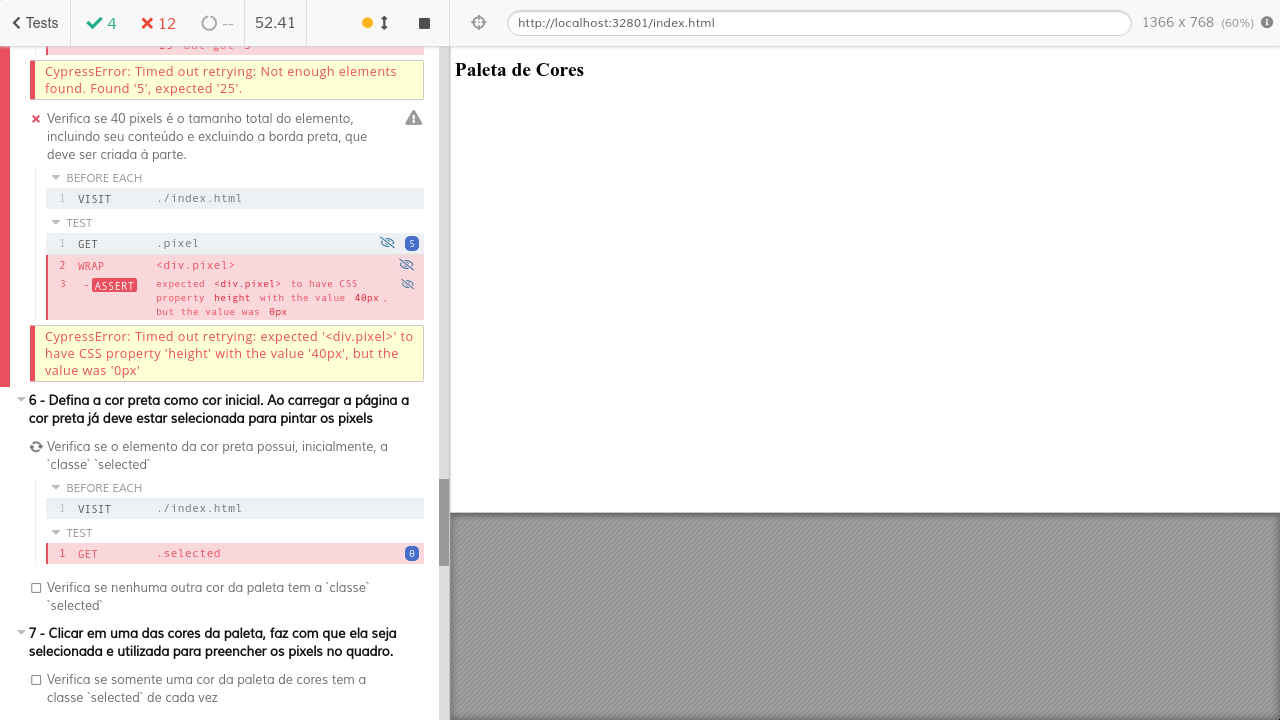 Tests
4
12
--
52.41
http://localhost:32801/index.html
1366 x 768 (60%)
CypressError: Timed out retrying: Not enough elements
found. Found '5', expected '25'.
Verifica se 40 pixels é o tamanho total do elemento,
incluindo seu conteúdo e excluindo a borda preta, que
deve ser criada à parte.
BEFORE EACH
1 VISIT ./index.html
TEST
1 GET .pixel 5
2 WRAP <div.pixel>
3 - ASSERT expected <div.pixel> to have CSS
property height with the value 40px ,
but the value was 0px
CypressError: Timed out retrying: expected '<div.pixel>' to
have CSS property 'height' with the value '40px', but the
value was '0px'
6 - Defina a cor preta como cor inicial. Ao carregar a página a
cor preta já deve estar selecionada para pintar os pixels
Verifica se o elemento da cor preta possui, inicialmente, a
`classe` `selected`
BEFORE EACH
1 VISIT ./index.html
TEST
1 GET .selected 0
Verifica se nenhuma outra cor da paleta tem a `classe`
`selected`
7 - Clicar em uma das cores da paleta, faz com que ela seja
selecionada e utilizada para preencher os pixels no quadro.
Verifica se somente uma cor da paleta de cores tem a
classe `selected` de cada vez
Paleta de Cores